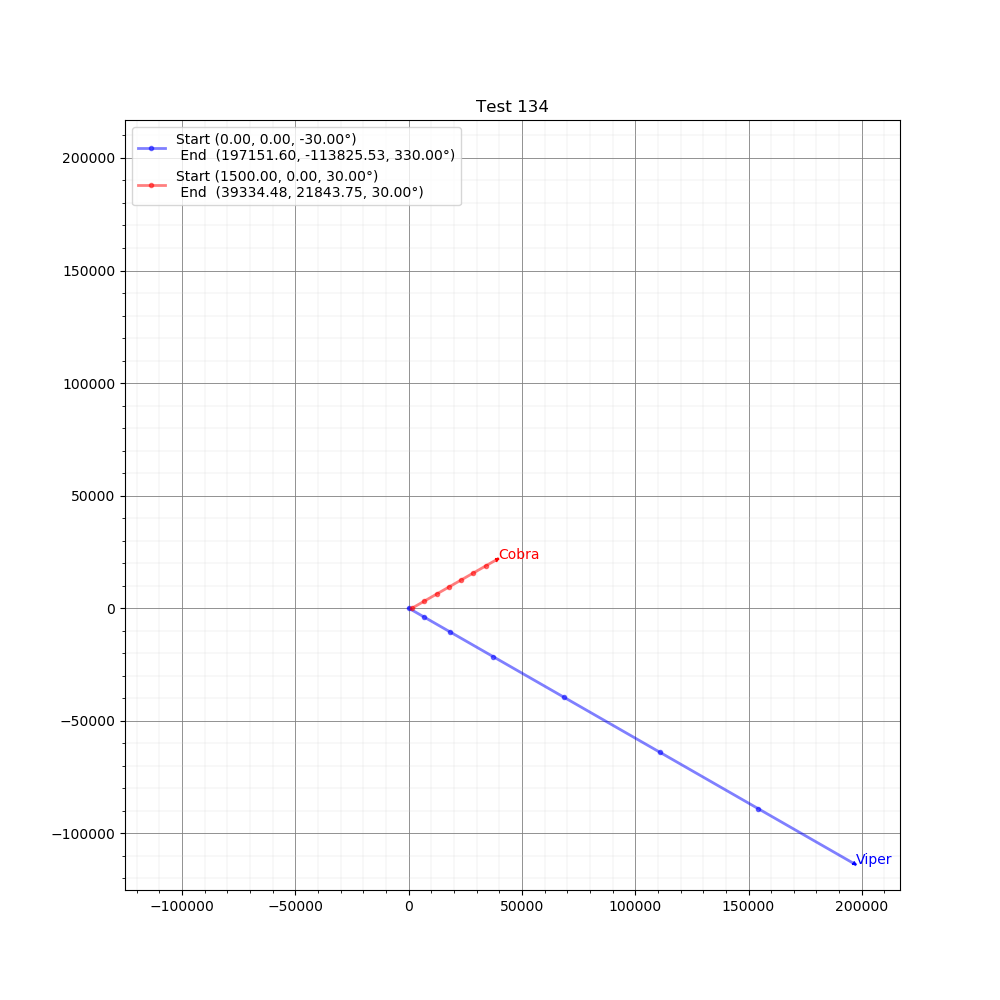 Test 134
Start (0.00, 0.00, -30.00°)
End (197151.60, -113825.53, 330.00°)
Start (1500.00, 0.00, 30.00°)
End (39334.48, 21843.75, 30.00°)
200000
150000
100000
50000
0
−50000
−100000
Cobra
Viper
−100000
−50000
0
50000
100000
150000
200000